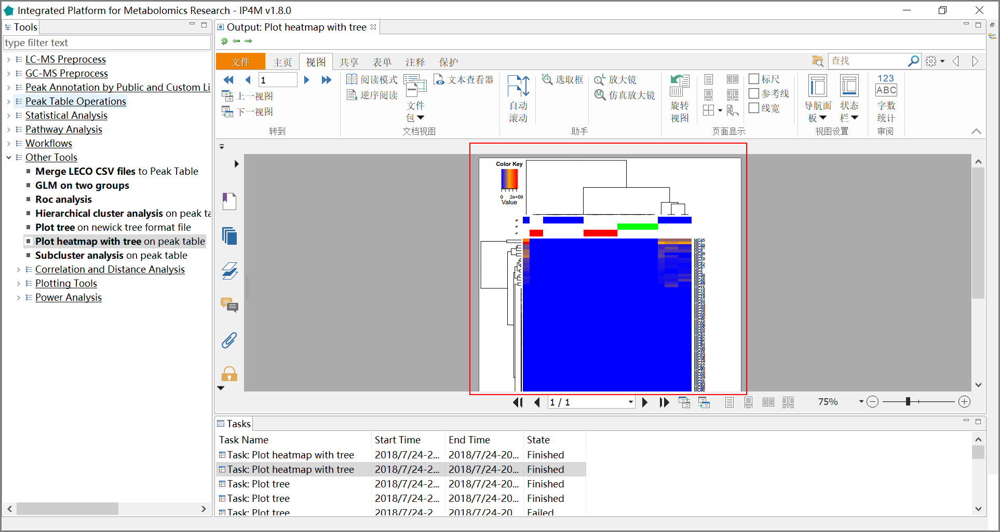 Integrated Platform for Metabolomics Research - IP4M v1.8.0
Tools
type filter text
LC-MS Preprocess
GC-MS Preprocess
Peak Annotation by Public and Custom Li
Peak Table Operations
Statistical Analysis
Pathway Analysis
Workflows
Other Tools
Merge LECO CSV files to Peak Table
GLM on two groups
Roc analysis
Hierarchical cluster analysis on peak ta
Plot tree on newick tree format file
Plot heatmap with tree on peak table
Subcluster analysis on peak table
Correlation and Distance Analysis
Plotting Tools
Power Analysis
Output: Plot heatmap with tree
文件 主页 视图 共享 表单 注释 保护
查找
1
上一视图
下一视图
转到
阅读模式
逆序阅读
文件
包
文本查看器
文档视图
自动
滚动
选取框
放大镜
仿真放大镜
助手
旋转
视图
标尺
参考线
线宽
页面显示
导航面
板
状态
栏
视图设置
123
ABC
字数
统计
审阅
Color Key
0 2e+09
Value
MC45
1 / 1
75%
Tasks
Task Name Start Time End Time State
Task: Plot heatmap with tree 2018/7/24-2... 2018/7/24-20... Finished
Task: Plot heatmap with tree 2018/7/24-2... 2018/7/24-20... Finished
Task: Plot tree 2018/7/24-2... 2018/7/24-20... Finished
Task: Plot tree 2018/7/24-2... 2018/7/24-20... Finished
Task: Plot tree 2018/7/24-2 2018/7/24-20 Failed